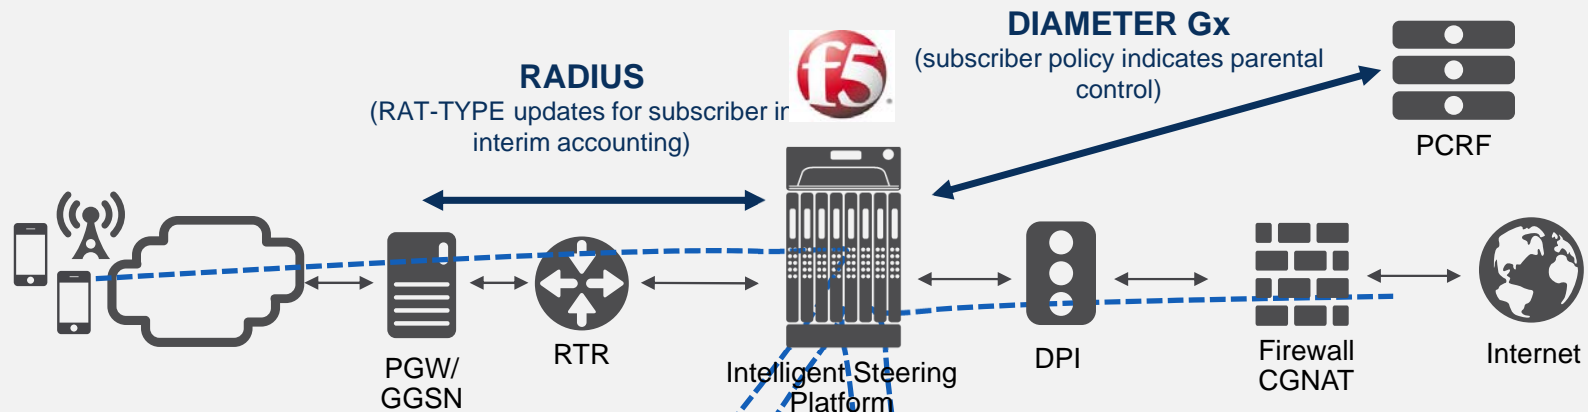 DIAMETER Gx
(subscriber policy indicates parental
control)
f5
RADIUS
(RAT-TYPE updates for subscriber in
interim accounting)
PCRF
PGW/
GGSN
RTR
Intelligent Steering
Platform
DPI
Firewall
CGNAT
Internet